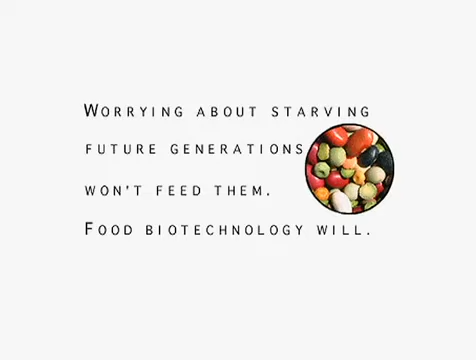 Worrying about starving
future generations
won't feed them.
Food biotechnology will.